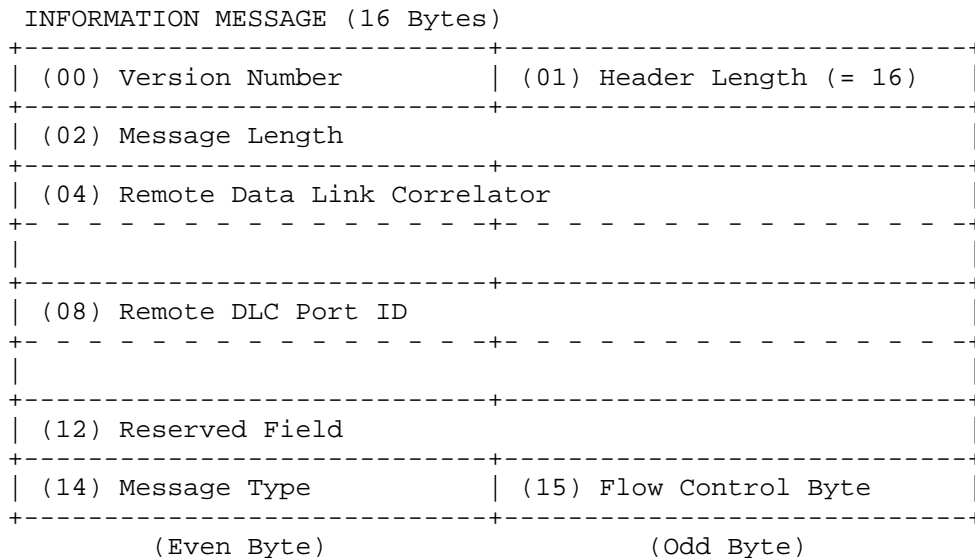 INFORMATION MESSAGE (16 Bytes)
(00) Version Number | (01) Header Length (= 16)
(02) Message Length
(04) Remote Data Link Correlator
(08) Remote DLC Port ID
(12) Reserved Field
(14) Message Type | (15) Flow Control Byte
(Even Byte) (Odd Byte)